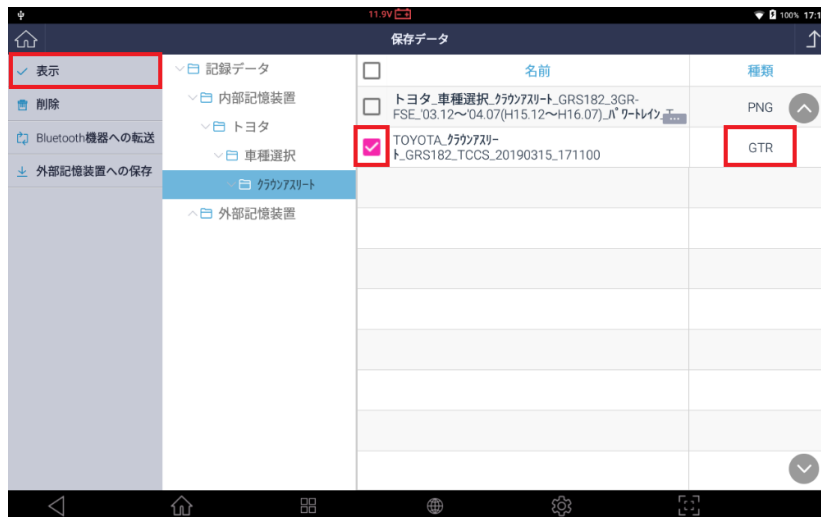 11.9V
100% 17:1
保存データ
表示
削除
Bluetooth機器への転送
外部記憶装置への保存
記録データ
内部記憶装置
トヨタ
車種選択
ｸﾗｳﾝｱｽﾘｰﾄ
外部記憶装置
名前
種類
トヨタ_車種選択_ｸﾗｳﾝｱｽﾘｰﾄ_GRS182_3GR-
FSE_'03.12～'04.07(H15.12～H16.07)_ﾊﾟﾜｰﾄﾚｲﾝ_T...
PNG
TOYOTA_ｸﾗｳﾝｱｽﾘｰ
ﾄ_GRS182_TCCS_20190315_171100
GTR